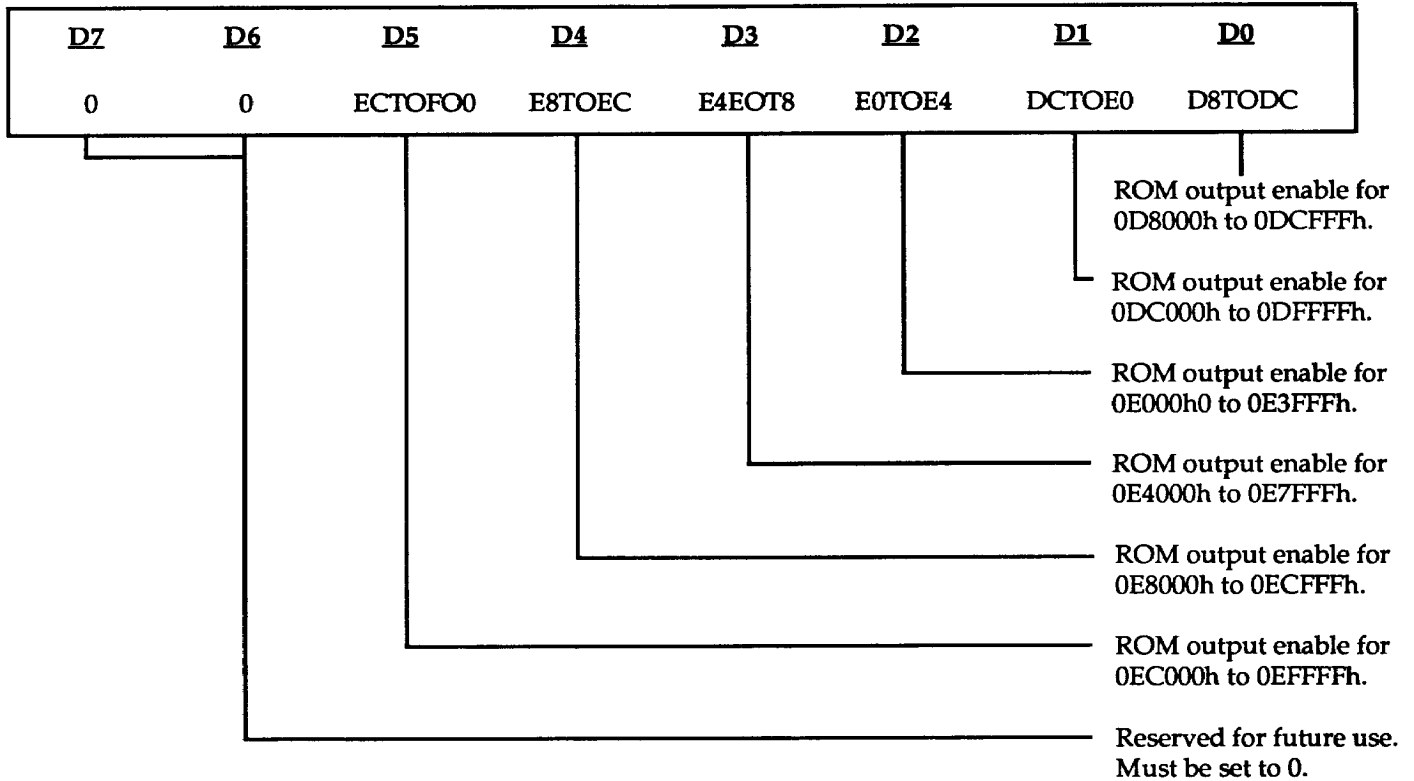 D7 D6 D5 D4 D3 D2 D1 D0
0 0 ECTOFO0 E8TOEC E4EOT8 E0TOE4 DCTOE0 D8TODC
ROM output enable for
0D8000h to 0DCFFFh.
ROM output enable for
0DC000h to 0DFFFFh.
ROM output enable for
0E000h0 to 0E3FFFh.
ROM output enable for
0E4000h to 0E7FFFh.
ROM output enable for
0E8000h to 0ECFFFh.
ROM output enable for
0EC000h to 0EFFFFh.
Reserved for future use.
Must be set to 0.